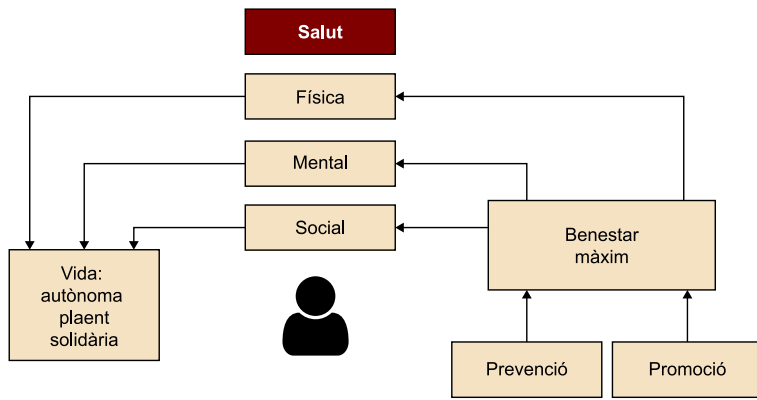 Salut
Física
Mental
Social
Benestar
màxim
Vida:
autònoma
plaent
solidària
Prevenció
Promoció